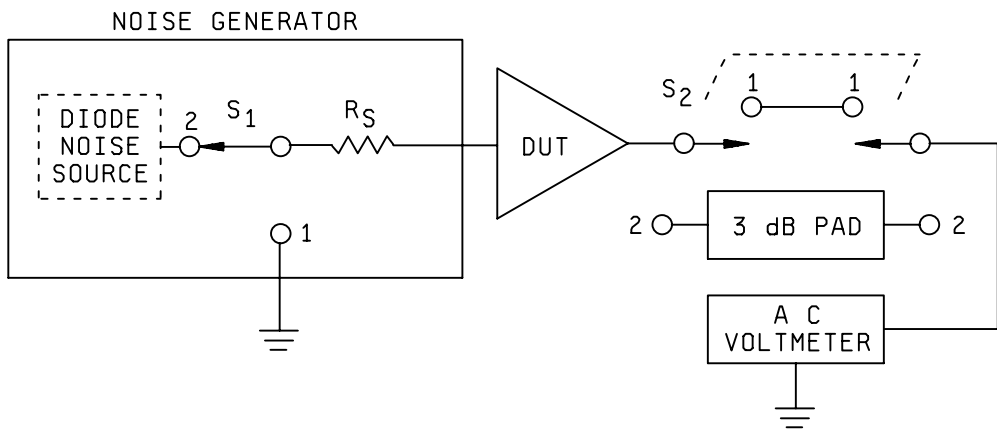 NOISE GENERATOR
DIODE
NOISE
SOURCE
2
S1
RS
1
DUT
S2
1
1
2
3 dB PAD
2
A C
VOLTMETER